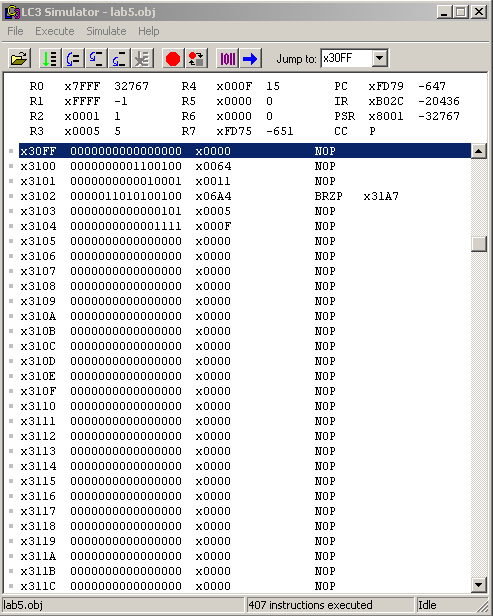 LC3 Simulator - lab5.obj
File Execute Simulate Help
Jump to: x30FF
R0 x7FFF 32767 R4 x000F 15 PC xFD79 -647
R1 xFFFF -1 R5 x0000 0 IR xB02C -20436
R2 x0001 1 R6 x0000 0 PSR x8001 -32767
R3 x0005 5 R7 xFD75 -651 CC P
x30FF 0000000000000000 x0000 NOP
x3100 0000000001100100 x0064 NOP
x3101 0000000000010001 x0011 NOP
x3102 0000011010100100 x06A4 BRZP x31A7
x3103 0000000000000101 x0005 NOP
x3104 0000000000001111 x000F NOP
x3105 0000000000000000 x0000 NOP
x3106 0000000000000000 x0000 NOP
x3107 0000000000000000 x0000 NOP
x3108 0000000000000000 x0000 NOP
x3109 0000000000000000 x0000 NOP
x310A 0000000000000000 x0000 NOP
x310B 0000000000000000 x0000 NOP
x310C 0000000000000000 x0000 NOP
x310D 0000000000000000 x0000 NOP
x310E 0000000000000000 x0000 NOP
x310F 0000000000000000 x0000 NOP
x3110 0000000000000000 x0000 NOP
x3111 0000000000000000 x0000 NOP
x3112 0000000000000000 x0000 NOP
x3113 0000000000000000 x0000 NOP
x3114 0000000000000000 x0000 NOP
x3115 0000000000000000 x0000 NOP
x3116 0000000000000000 x0000 NOP
x3117 0000000000000000 x0000 NOP
x3118 0000000000000000 x0000 NOP
x3119 0000000000000000 x0000 NOP
x311A 0000000000000000 x0000 NOP
x311B 0000000000000000 x0000 NOP
x311C 0000000000000000 x0000 NOP
lab5.obj 407 instructions executed Idle